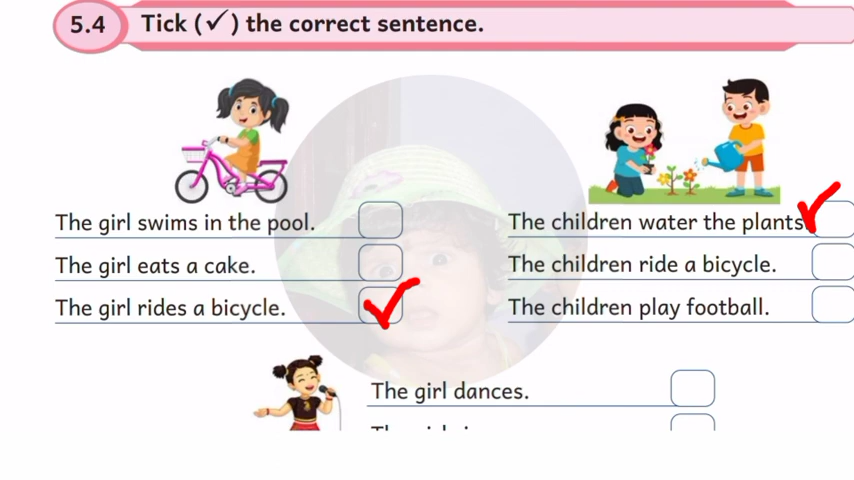 5.4 Tick (✓) the correct sentence.
The girl swims in the pool.
The girl eats a cake.
The girl rides a bicycle.
The children water the plants
The children ride a bicycle.
The children play football.
The girl dances.